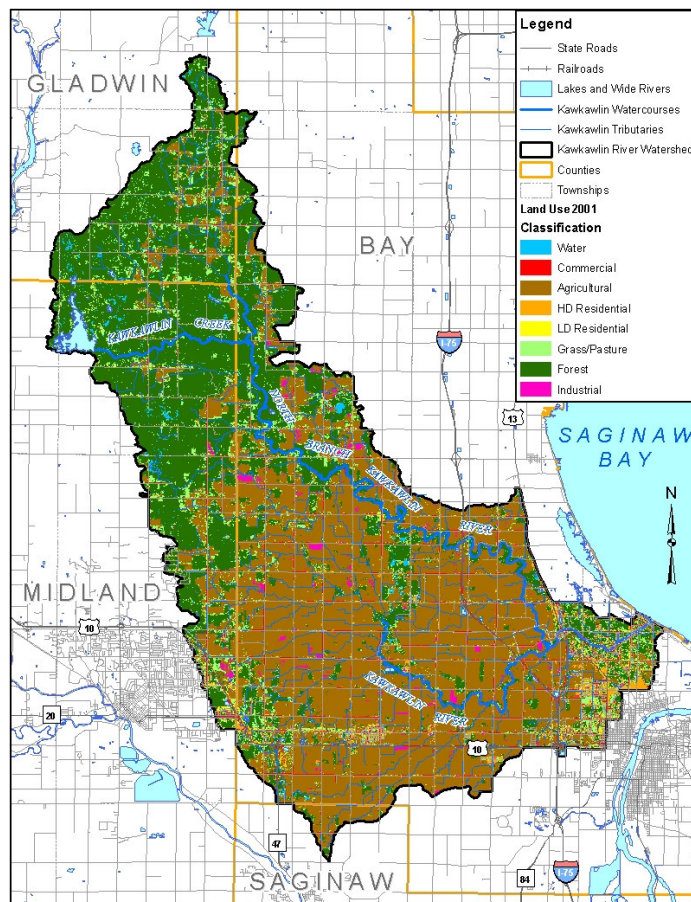 Legend
State Roads
Railroads
Lakes and Wide Rivers
Kawkawlin Watercourses
Kawkawlin Tributaries
Kawkawlin River Watershed
Counties
Townships
Land Use 2001
Classification
Water
Commercial
Agricultural
HD Residential
LD Residential
Grass/Pasture
Forest
Industrial
GLADWIN
BAY
KAWKAWLIN CREEK
I-75
13
NORTH BRANCH KAWKAWLIN RIVER
SAGINAW
BAY
N
MIDLAND
10
KAWKAWLIN RIVER
20
10
47
SAGINAW
84
I-75